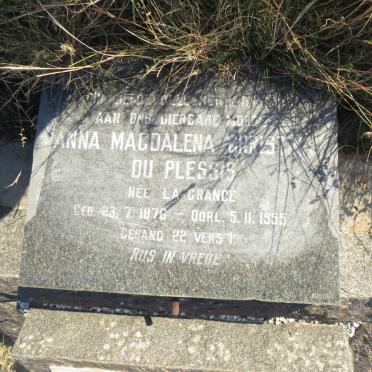 AAN ONS DIERBARE MOEDER
ANNA MAGDALENA
DU PLESSIS
NEE LA GRANGE
GEB. 23.7.1876 - OORL. 5.11.1955
GESANG 22 VERS 1
"RUS IN VREDE"